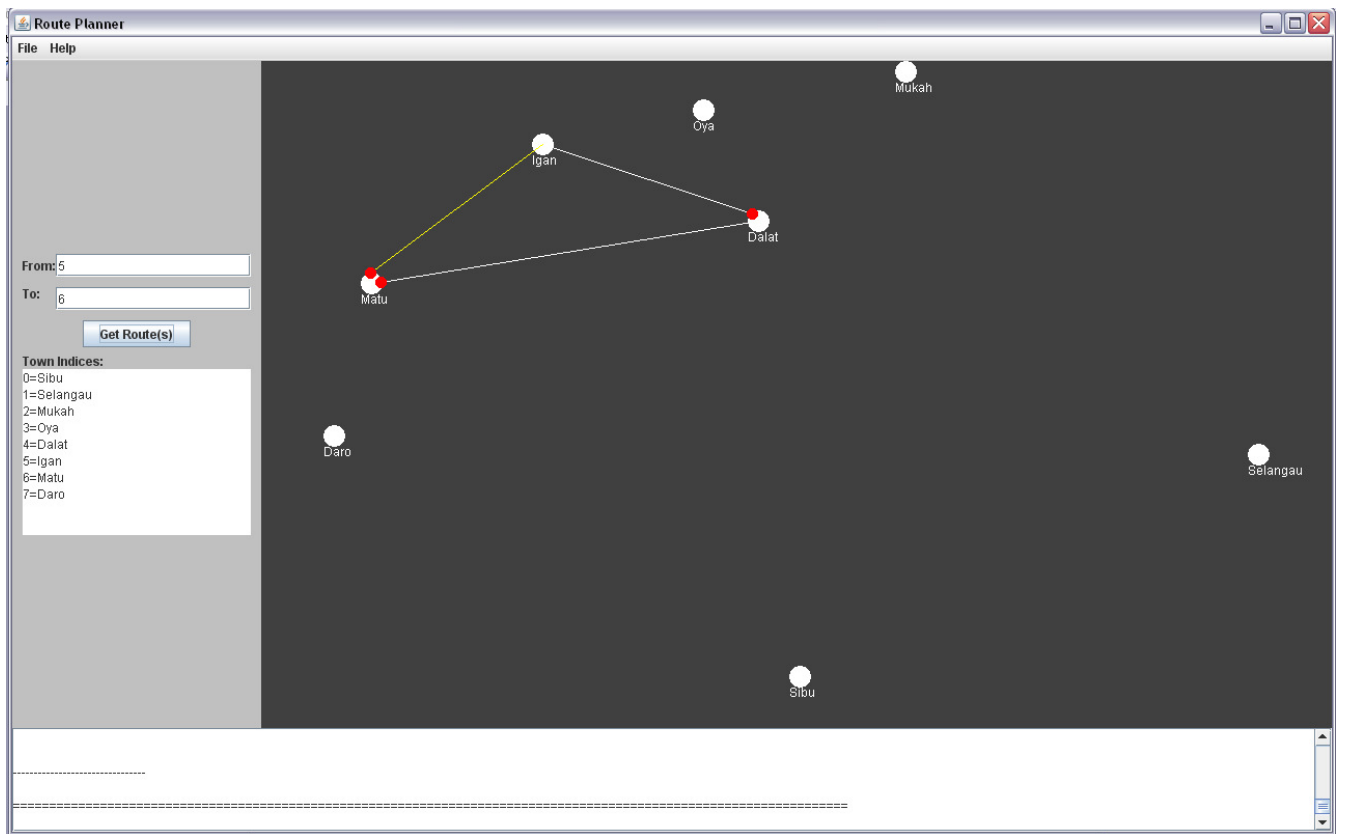 Route Planner
File Help
Mukah
Oya
Igan
Dalat
From: 5
Matu
To: 6
Get Route(s)
Town Indices:
0=Sibu
1=Selangau
2=Mukah
3=Oya
4=Dalat
5=Igan
6=Matu
7=Daro
Daro
Selangau
Sibu
--------------------------------
====================================================================================================================